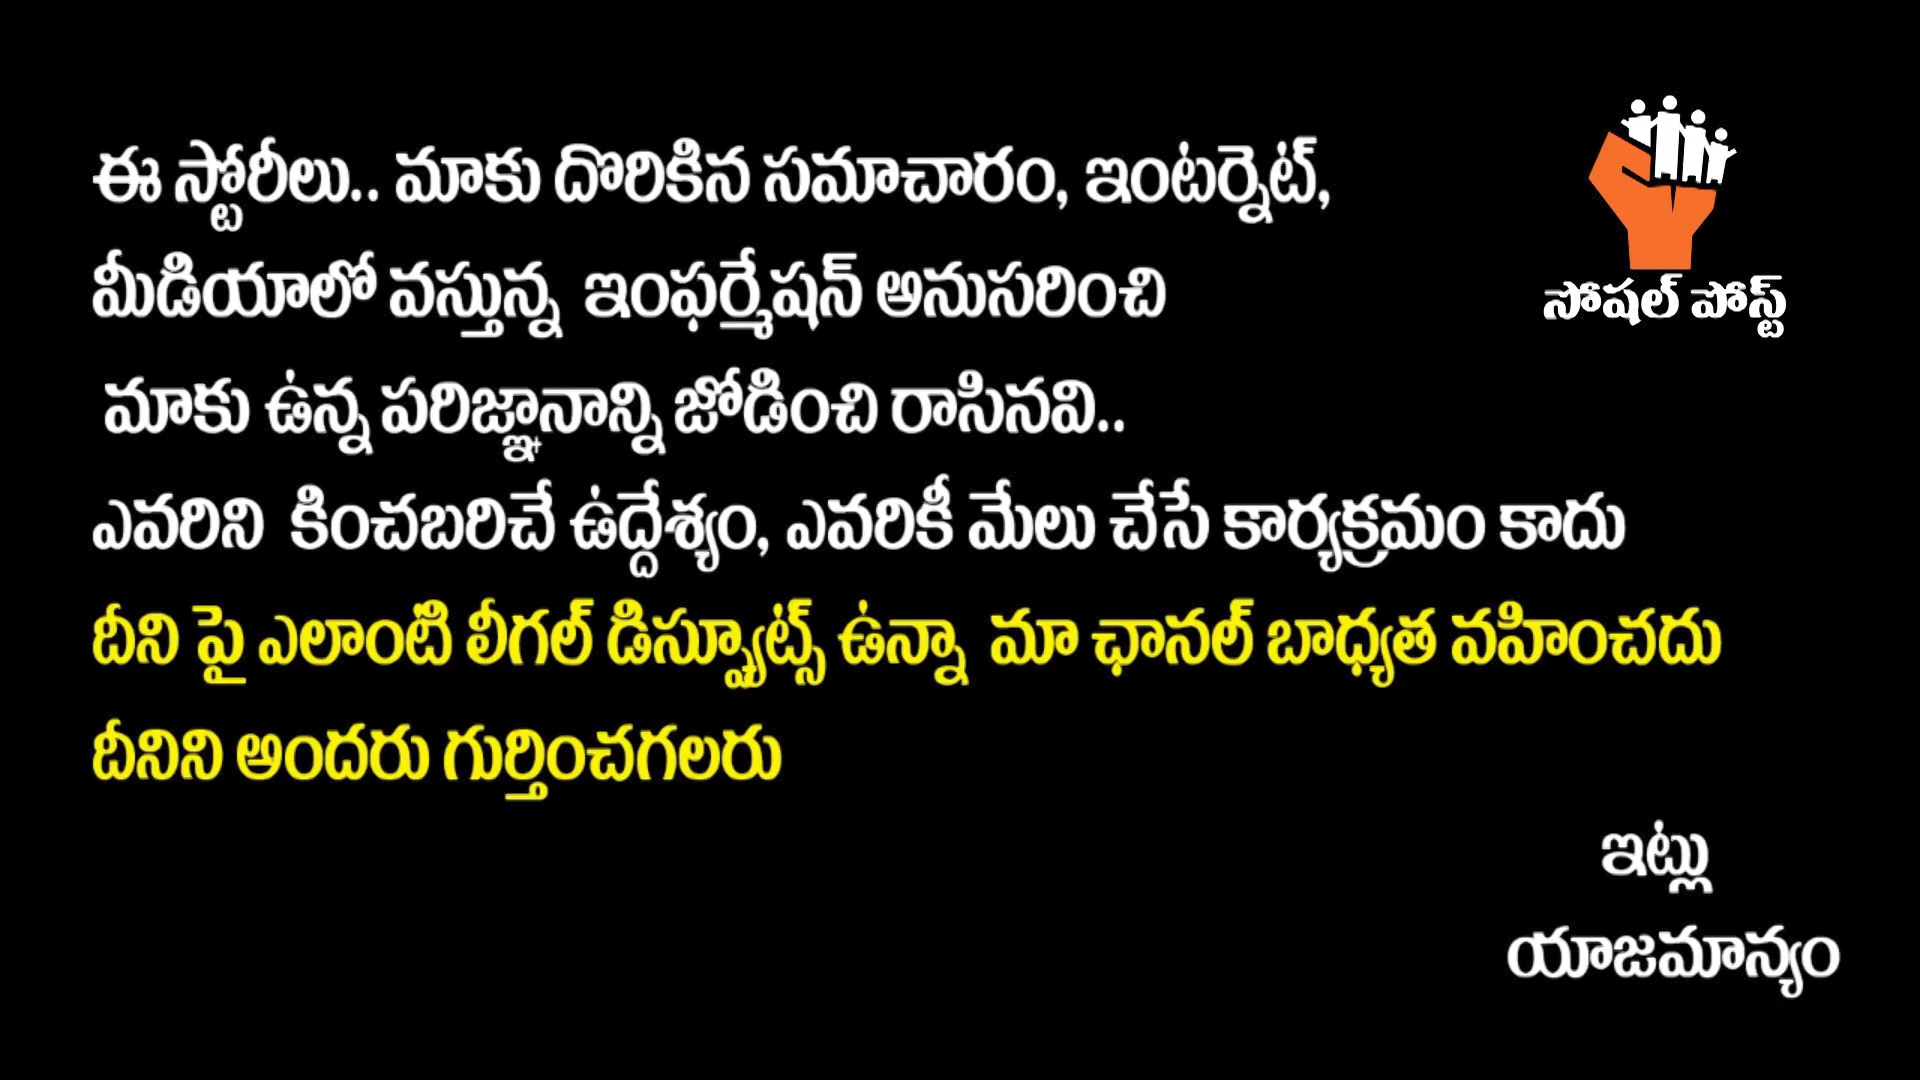 ఈ స్టోరీలు.. మాకు దొరికిన సమాచారం, ఇంటర్నెట్,
మీడియాలో వస్తున్న ఇంఫర్మేషన్ అనుసరించి
మాకు ఉన్న పరిజ్ఞానాన్ని జోడించి రాసినవి..
ఎవరిని కించబరిచే ఉద్దేశ్యం, ఎవరికీ మేలు చేసే కార్యక్రమం కాదు
దీని పై ఎలాంటి లీగల్ డిస్ప్యూట్స్ ఉన్నా మా ఛానల్ బాధ్యత వహించదు
దీనిని అందరు గుర్తించగలరు
ఇట్లు
యాజమాన్యం
సోషల్ పోస్ట్